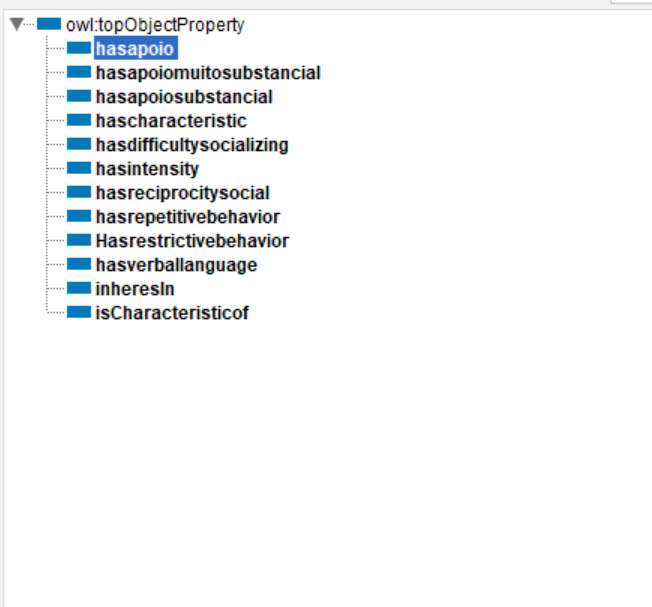 owl:topObjectProperty
hasapoio
hasapoiomuitosubstancial
hasapoiosubstancial
hascharacteristic
hasdifficultysocializing
hasintensity
hasreciprocitysocial
hasrepetitivebehavior
Hasrestrictivebehavior
hasverballanguage
inheresIn
isCharacteristicof